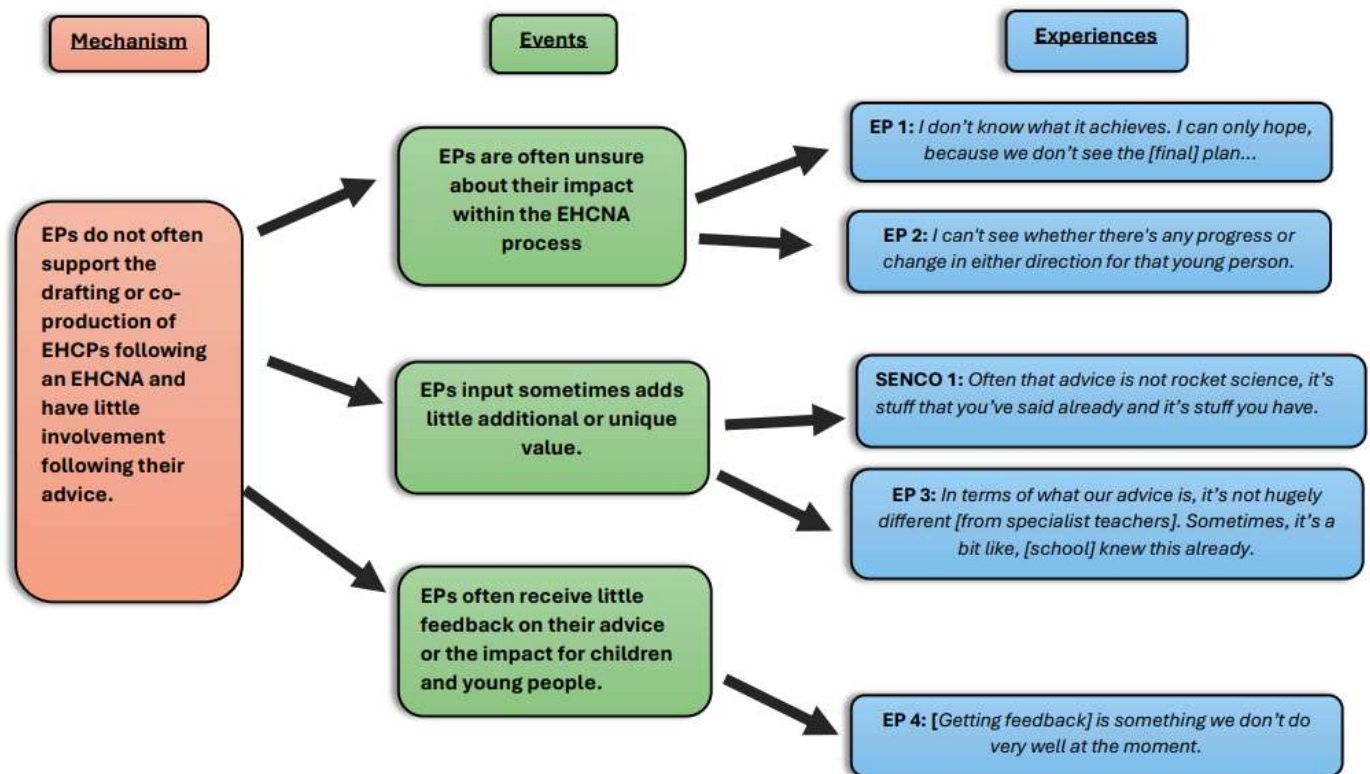 Mechanism
Events
Experiences
EPs do not often
support the
drafting or co-
production of
EHCPs following
an EHCNA and
have little
involvement
following their
advice.
EPs are often unsure
about their impact
within the EHCNA
process
EPs input sometimes adds
little additional or unique
value.
EPs often receive little
feedback on their advice
or the impact for children
and young people.
EP 1: I don’t know what it achieves. I can only hope,
because we don’t see the [final] plan...
EP 2: I can't see whether there's any progress or
change in either direction for that young person.
SENCO 1: Often that advice is not rocket science, it’s
stuff that you’ve said already and it’s stuff you have.
EP 3: In terms of what our advice is, it’s not hugely
different [from specialist teachers]. Sometimes, it’s a
bit like, [school] knew this already.
EP 4: [Getting feedback] is something we don’t do
very well at the moment.